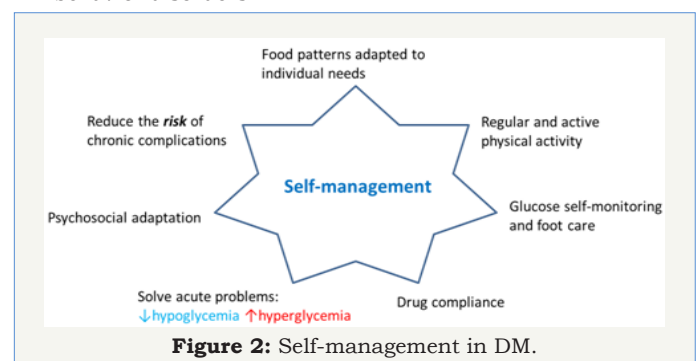 Food patterns adapted to
individual needs
Reduce the risk of
chronic complications
Regular and active
physical activity
Self-management
Psychosocial adaptation
Glucose self-monitoring
and foot care
Solve acute problems:
↓hypoglycemia ↑hyperglycemia
Drug compliance
Figure 2: Self-management in DM.